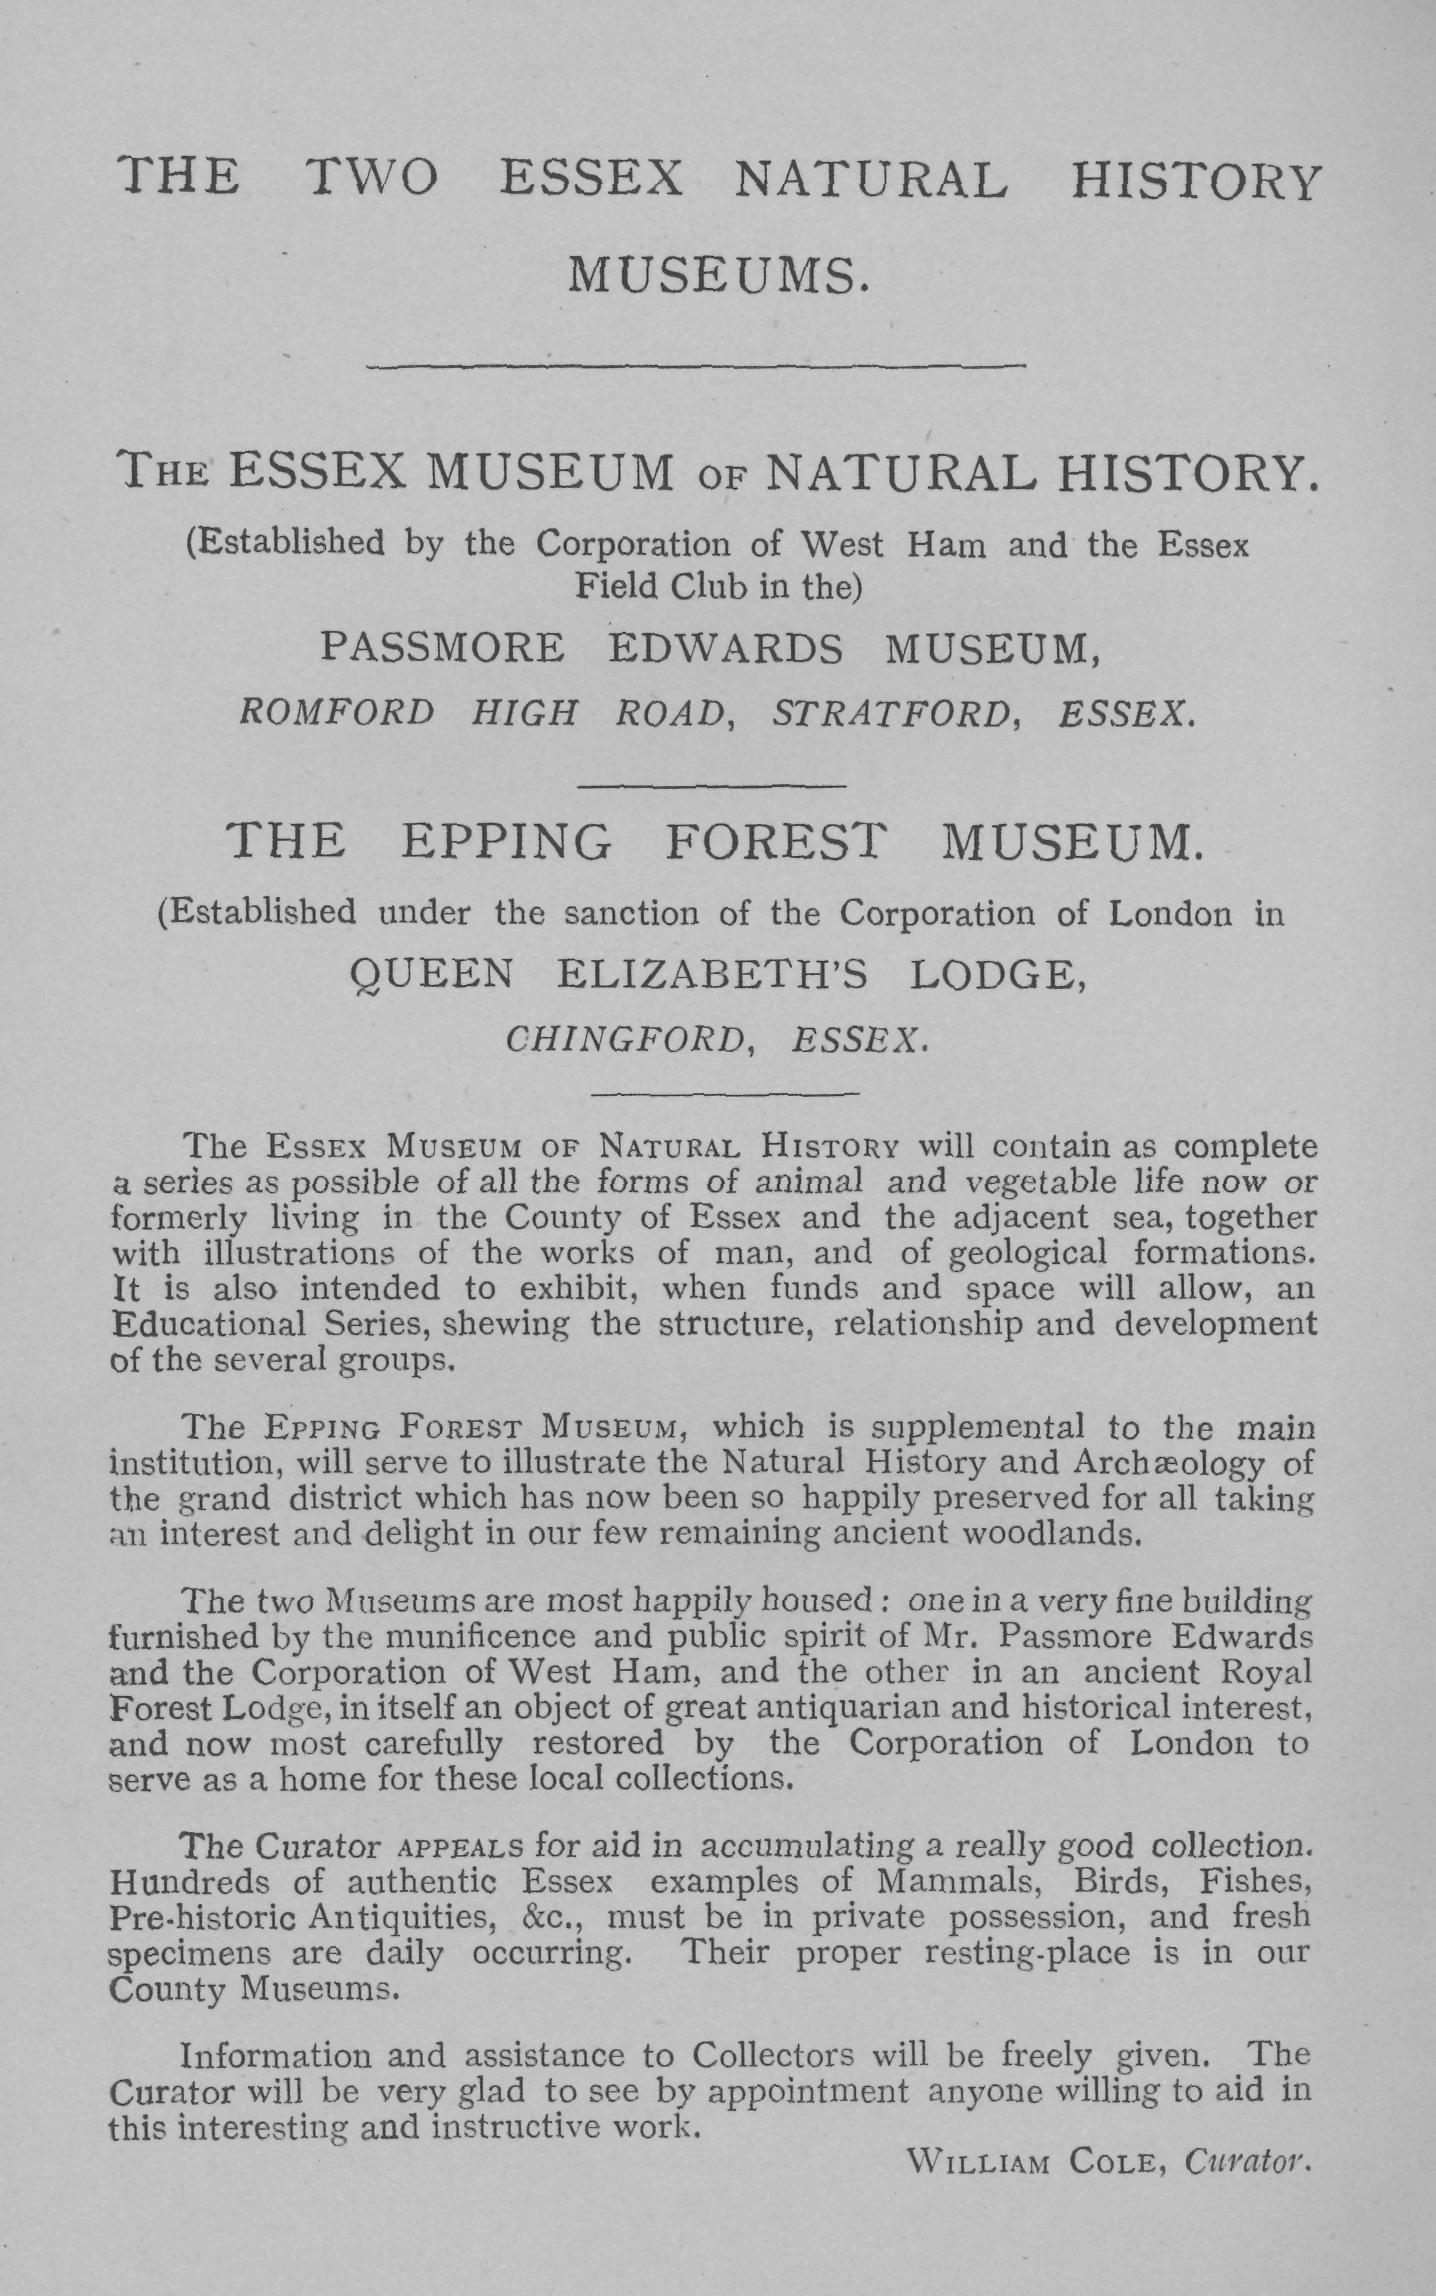 THE TWO ESSEX NATURAL HISTORY
MUSEUMS.
THE ESSEX MUSEUM OF NATURAL HISTORY.
(Established by the Corporation of West Ham and the Essex
Field Club in the)
PASSMORE EDWARDS MUSEUM,
ROMFORD HIGH ROAD, STRATFORD, ESSEX.
THE EPPING FOREST MUSEUM.
(Established under the sanction of the Corporation of London in
QUEEN ELIZABETH'S LODGE,
CHINGFORD, ESSEX.
The ESSEX MUSEUM OF NATURAL HISTORY will contain as complete
a series as possible of all the forms of animal and vegetable life now or
formerly living in the County of Essex and the adjacent sea, together
with illustrations of the works of man, and of geological formations.
It is also intended to exhibit, when funds and space will allow, an
Educational Series, shewing the structure, relationship and development
of the several groups.
The EPPING FOREST MUSEUM, which is supplemental to the main
institution, will serve to illustrate the Natural History and Archæology of
the grand district which has now been so happily preserved for all taking
an interest and delight in our few remaining ancient woodlands.
The two Museums are most happily housed : one in a very fine building
furnished by the munificence and public spirit of Mr. Passmore Edwards
and the Corporation of West Ham, and the other in an ancient Royal
Forest Lodge, in itself an object of great antiquarian and historical interest,
and now most carefully restored by the Corporation of London to
serve as a home for these local collections.
The Curator APPEALS for aid in accumulating a really good collection.
Hundreds of authentic Essex examples of Mammals, Birds, Fishes,
Pre-historic Antiquities, &c., must be in private possession, and fresh
specimens are daily occurring. Their proper resting-place is in our
County Museums.
Information and assistance to Collectors will be freely given. The
Curator will be very glad to see by appointment anyone willing to aid in
this interesting and instructive work.
WILLIAM COLE, Curator.